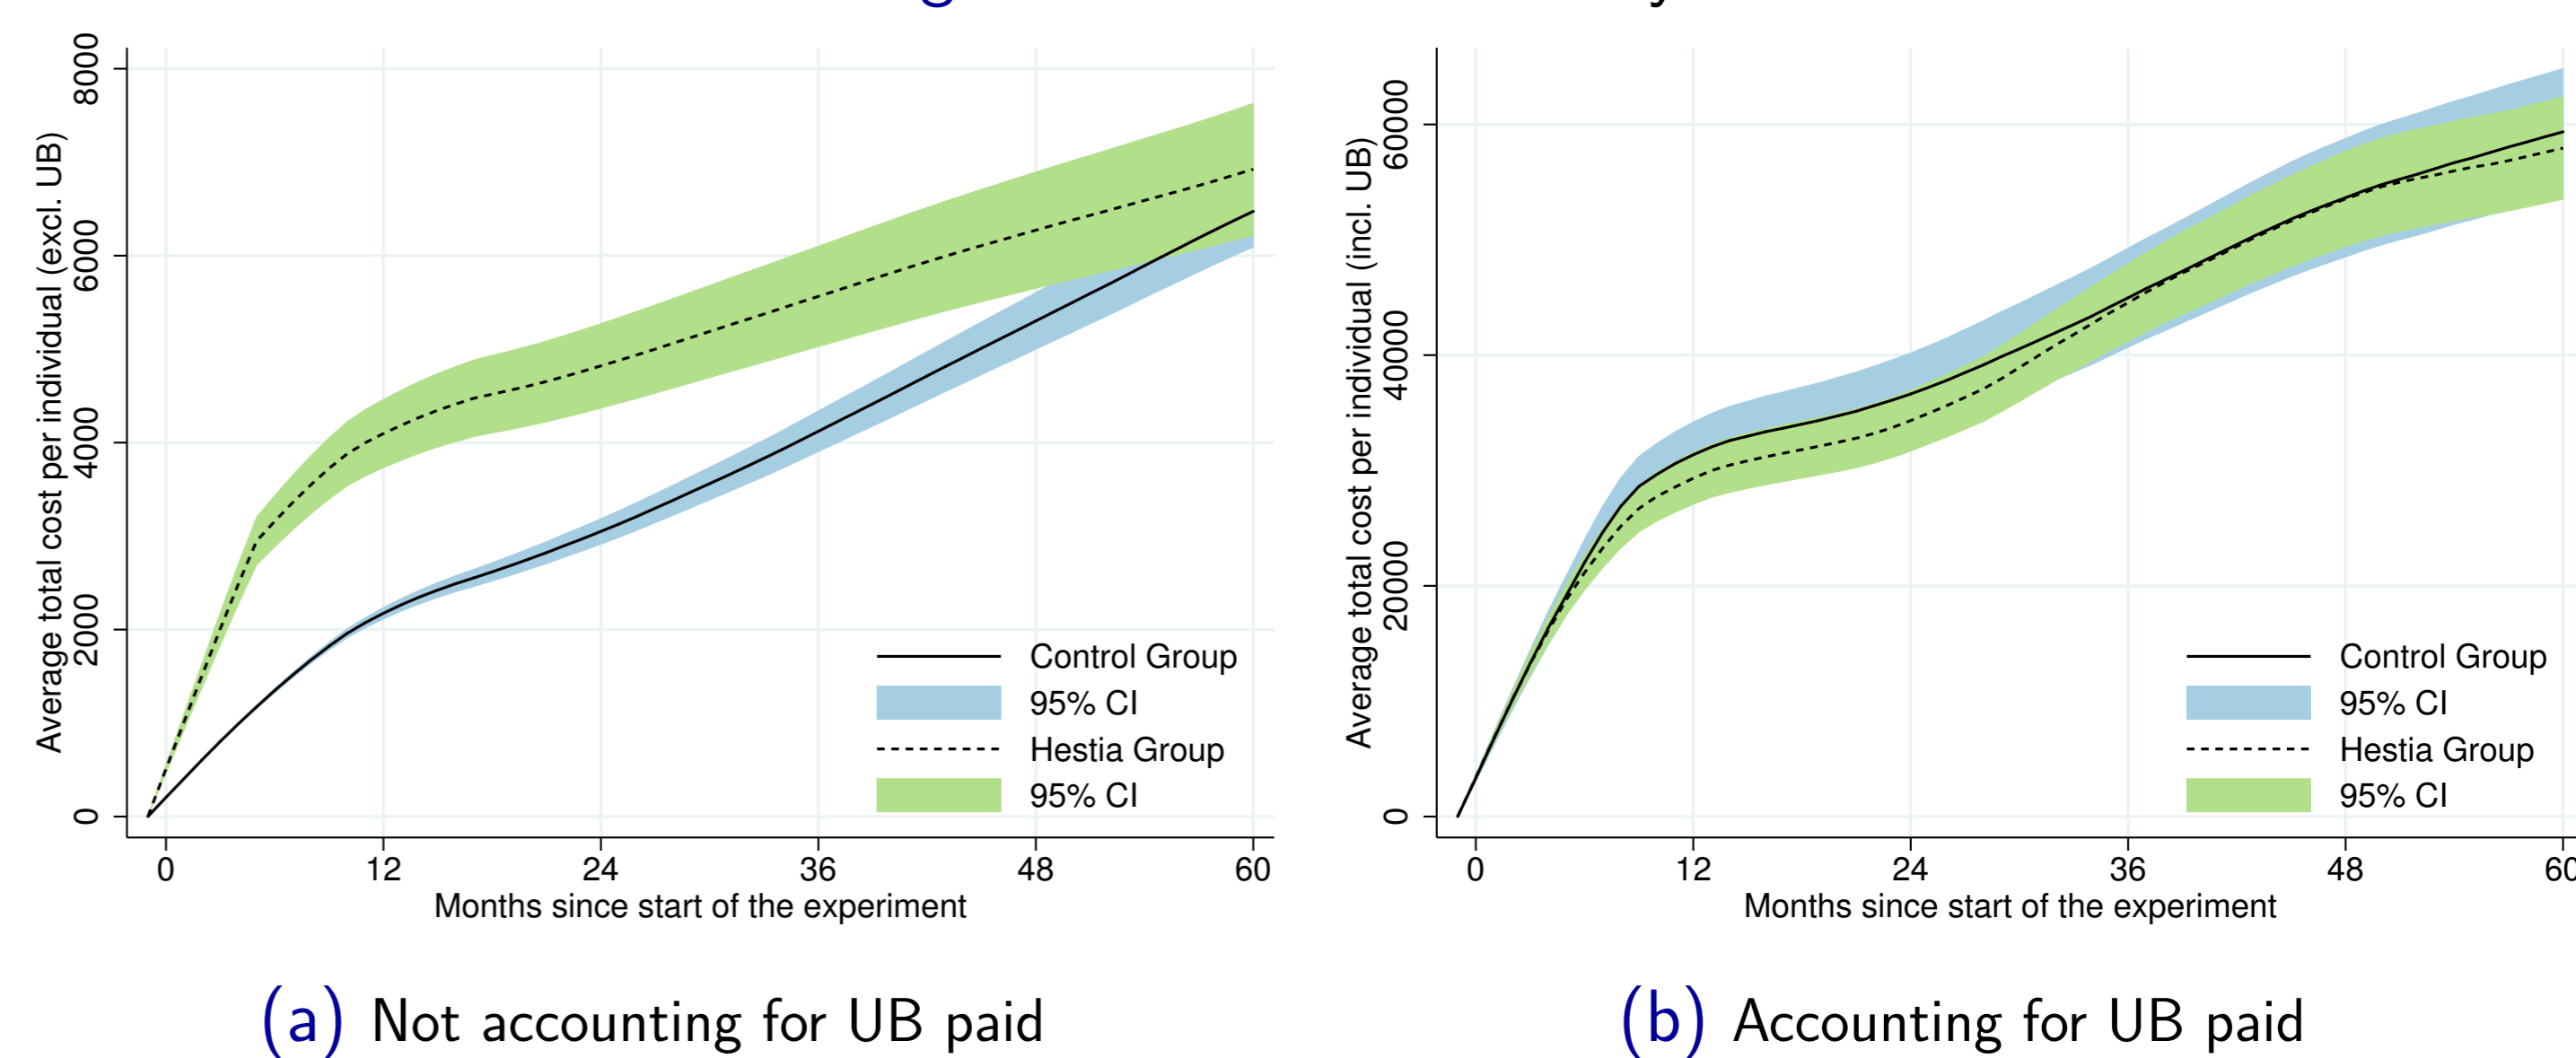 Average total cost per individual (excl. UB)
8000
6000
4000
2000
0
Control Group
95% CI
Hestia Group
95% CI
0 12 24 36 48 60
Months since start of the experiment
(a) Not accounting for UB paid
Average total cost per individual (incl. UB)
60000
40000
20000
0
Control Group
95% CI
Hestia Group
95% CI
0 12 24 36 48 60
Months since start of the experiment
(b) Accounting for UB paid